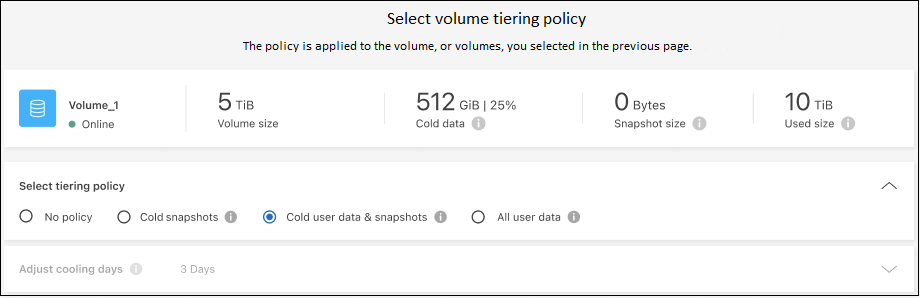 Select volume tiering policy
The policy is applied to the volume, or volumes, you selected in the previous page.
Volume_1
Online
5 TiB
Volume size
512 GiB | 25%
Cold data
0 Bytes
Snapshot size
10 TiB
Used size
Select tiering policy
No policy
Cold snapshots
Cold user data & snapshots
All user data
Adjust cooling days
3 Days